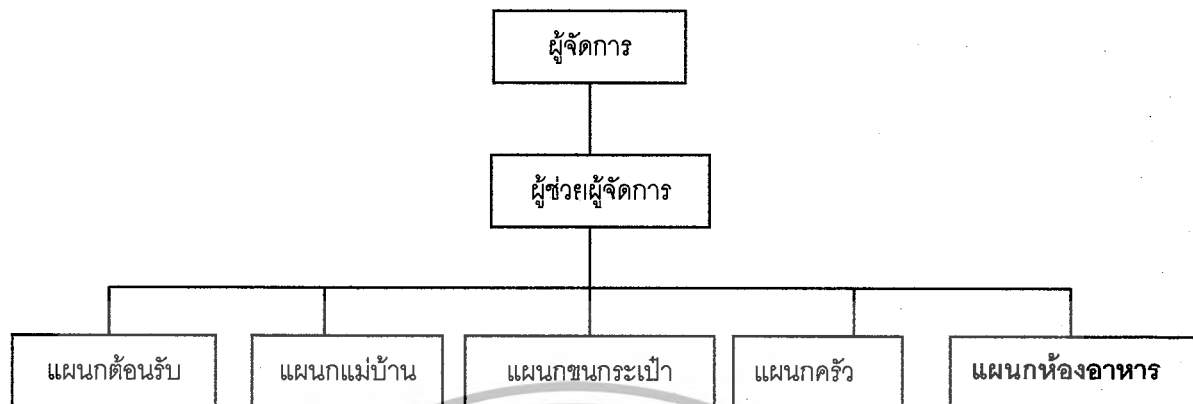 ผู้จัดการ
ผู้ช่วยผู้จัดการ
แผนกต้อนรับ
แผนกแม่บ้าน
แผนกขนกระเป๋า
แผนกครัว
แผนกห้องอาหาร